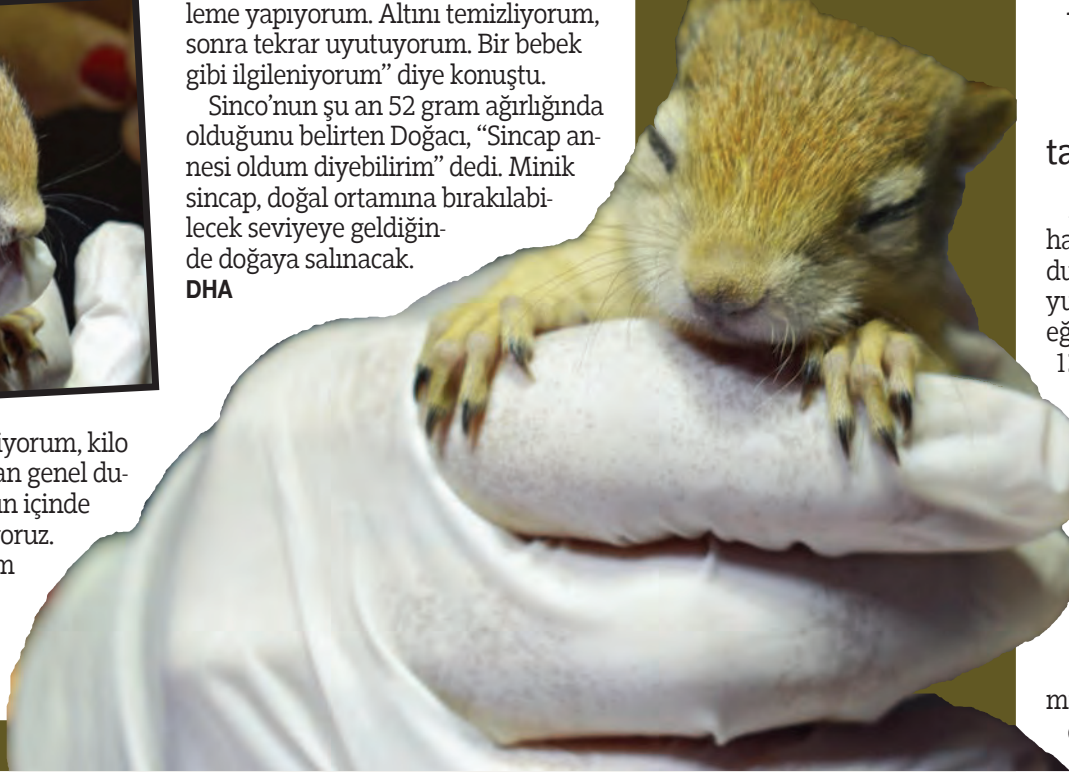 leme yapıyorum. Altını temizliyorum,
sonra tekrar uyutuyorum. Bir bebek
gibi ilgileniyorum” diye konuştu.
Sinco’nun şu an 52 gram ağırlığında
olduğunu belirten Doğacı, “Sincap an-
nesi oldum diyebilirim” dedi. Minik
sincap, doğal ortamına bırakılabi-
lecek seviyeye geldiğin-
de doğaya salınacak.
DHA
iyorum, kilo
an genel du-
ın içinde
oruz.
m
ta
ha
du
yu
eğ
m